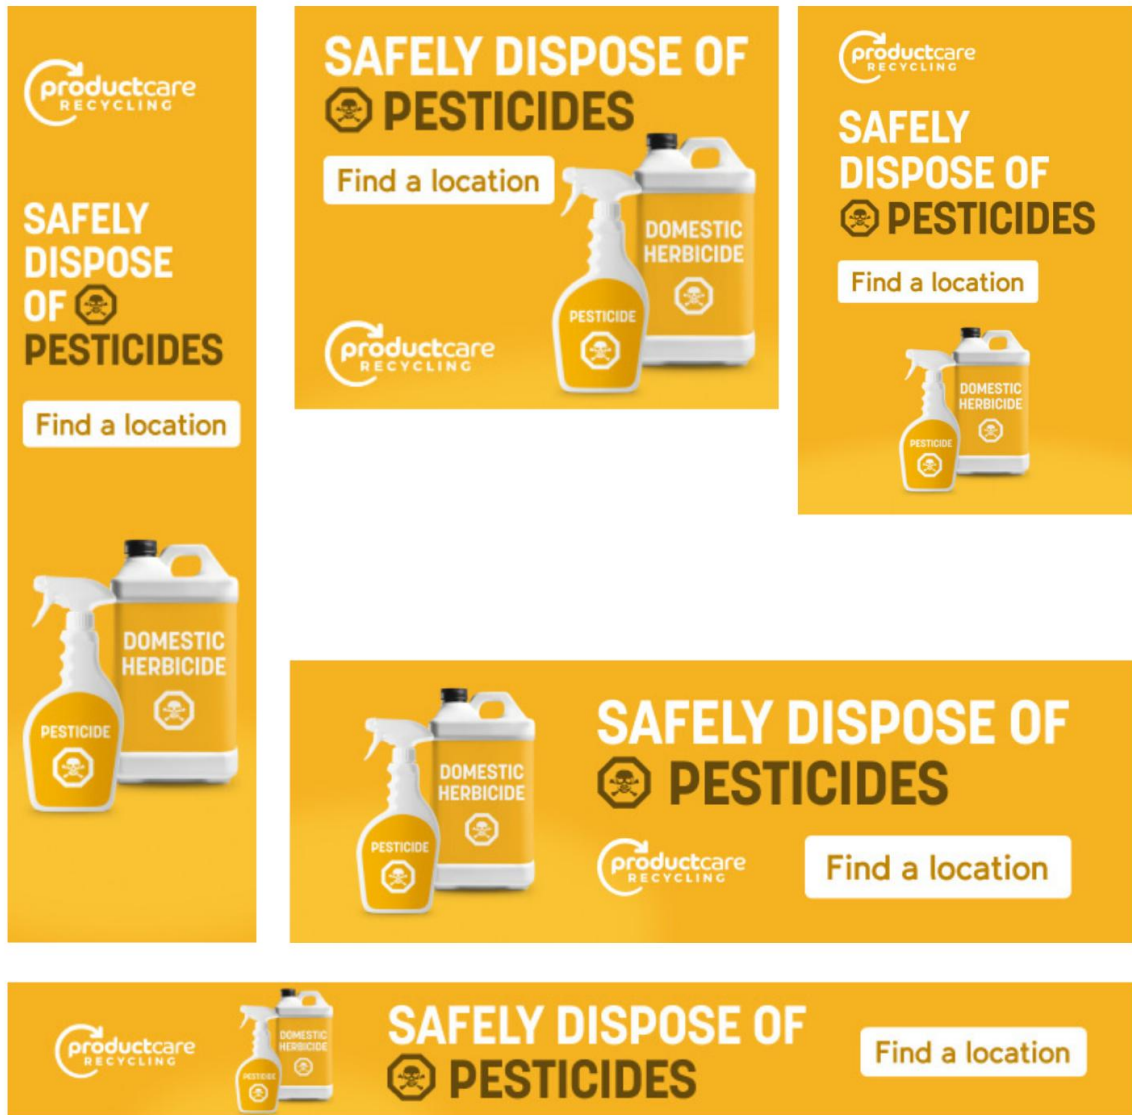 productcare
RECYCLING
SAFELY
DISPOSE
OF
PESTICIDES
Find a location
DOMESTIC
HERBICIDE
PESTICIDE
SAFELY DISPOSE OF
PESTICIDES
Find a location
DOMESTIC
HERBICIDE
PESTICIDE
productcare
RECYCLING
productcare
RECYCLING
SAFELY
DISPOSE OF
PESTICIDES
Find a location
DOMESTIC
HERBICIDE
PESTICIDE
SAFELY DISPOSE OF
PESTICIDES
DOMESTIC
HERBICIDE
PESTICIDE
productcare
RECYCLING
Find a location
productcare
RECYCLING
DOMESTIC
HERBICIDE
PESTICIDE
SAFELY DISPOSE OF
PESTICIDES
Find a location